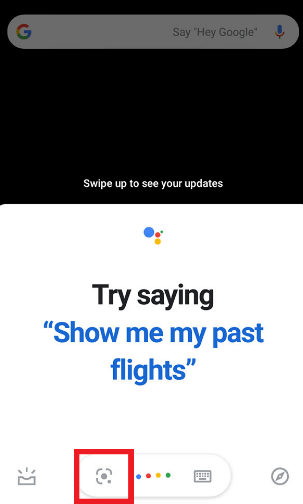 Say "Hey Google"
Swipe up to see your updates
Try saying
“Show me my past
flights”